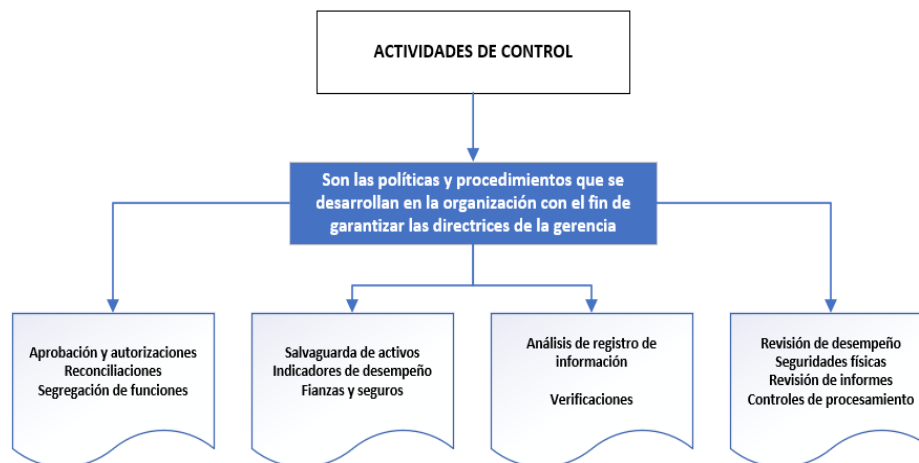 ACTIVIDADES DE CONTROL
Son las políticas y procedimientos que se
desarrollan en la organización con el fin de
garantizar las directrices de la gerencia
Aprobación y autorizaciones
Reconciliaciones
Segregación de funciones
Salvaguarda de activos
Indicadores de desempeño
Fianzas y seguros
Análisis de registro de
información
Verificaciones
Revisión de desempeño
Seguridades físicas
Revisión de informes
Controles de procesamiento